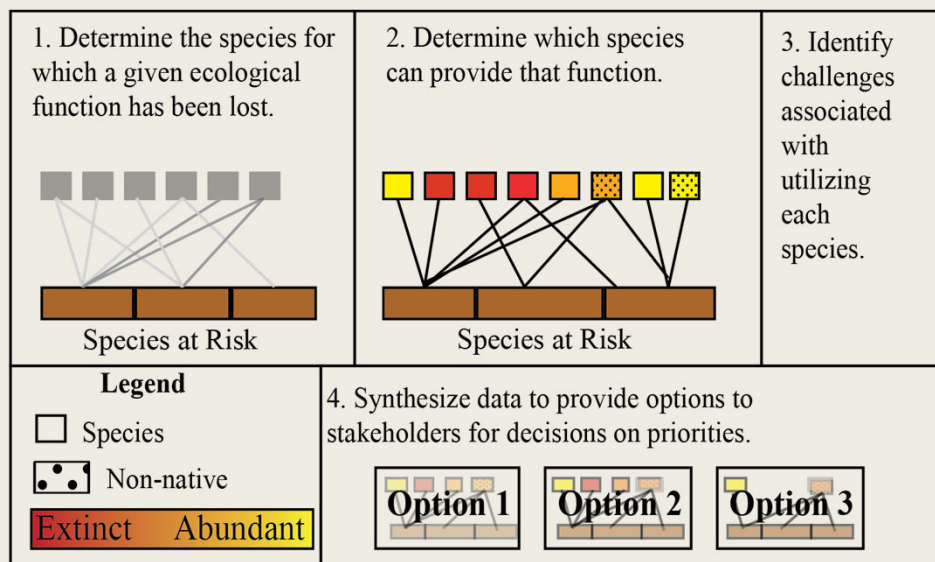 1. Determine the species for
which a given ecological
function has been lost.
Species at Risk
2. Determine which species
can provide that function.
Species at Risk
3. Identify
challenges
associated
with
utilizing
each
species.
Legend
Species
Non-native
Extinct Abundant
4. Synthesize data to provide options to
stakeholders for decisions on priorities.
Option 1
Option 2
Option 3